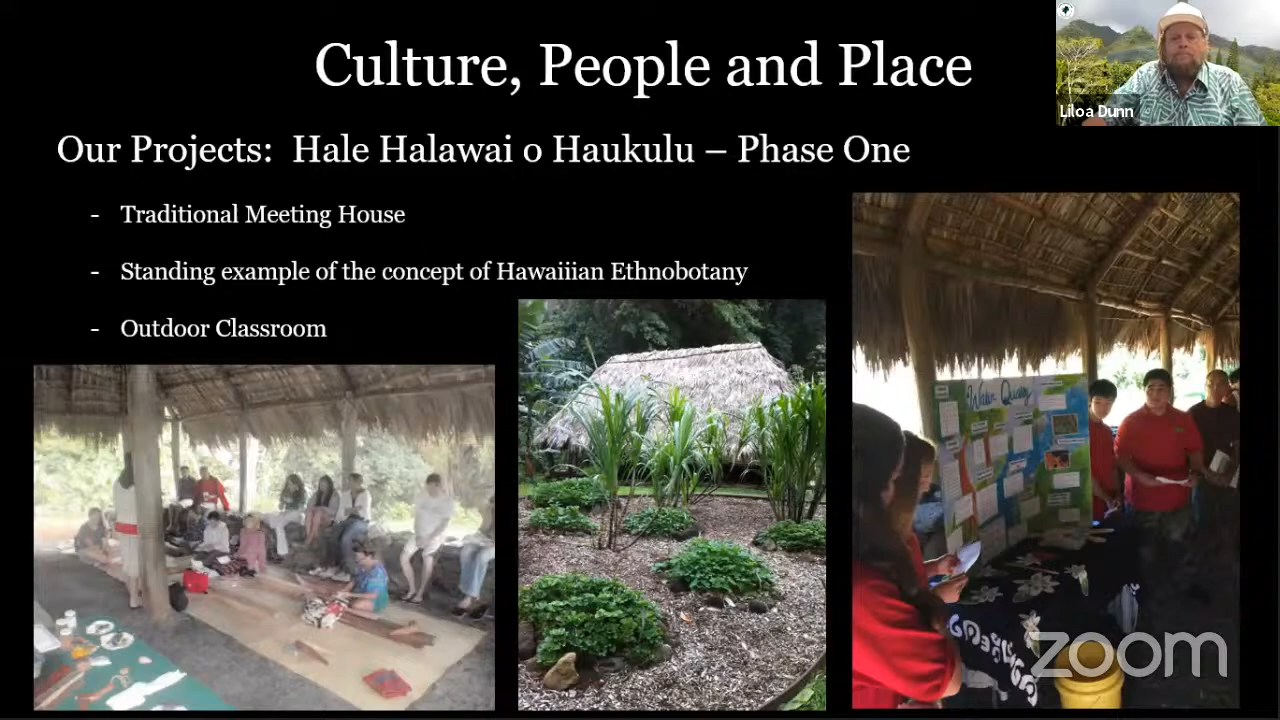 Culture, People and Place
Liloa Dunn
Our Projects: Hale Halawai o Haukulu – Phase One
- Traditional Meeting House
- Standing example of the concept of Hawaiiian Ethnobotany
- Outdoor Classroom
Water Quality
zoom